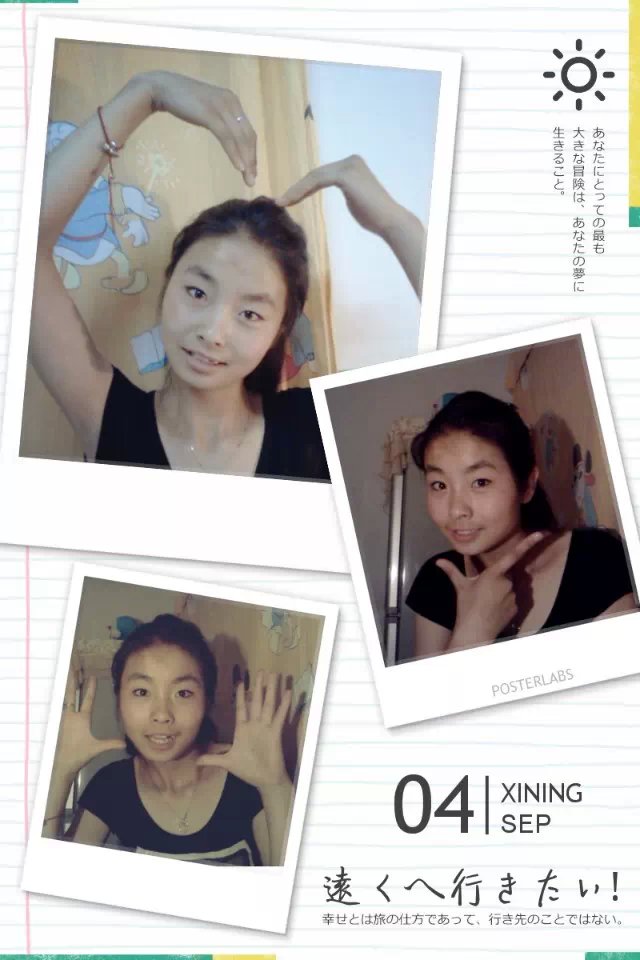 あなたにとっての最も
大きな冒険は、あなたの夢に
生きること。
POSTERLABS
04
XINING
SEP
遠くへ行きたい!
幸せとは旅の仕方であって、行き先のことではない。